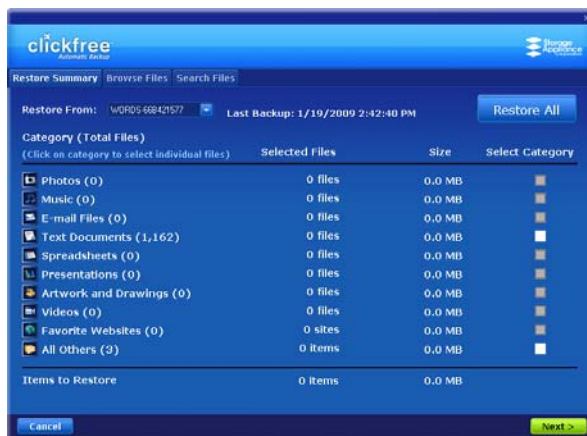 clickfree
Automatic Backup
Storage Appliance
Corporation
Restore Summary Browse Files Search Files
Restore From: WORDS-668421577 Last Backup: 1/19/2009 2:42:40 PM Restore All
Category (Total Files)
(Click on category to select individual files) Selected Files Size Select Category
Photos (0) 0 files 0.0 MB
Music (0) 0 files 0.0 MB
E-mail Files (0) 0 files 0.0 MB
Text Documents (1,162) 0 files 0.0 MB
Spreadsheets (0) 0 files 0.0 MB
Presentations (0) 0 files 0.0 MB
Artwork and Drawings (0) 0 files 0.0 MB
Videos (0) 0 files 0.0 MB
Favorite Websites (0) 0 sites 0.0 MB
All Others (3) 0 items 0.0 MB
Items to Restore 0 items 0.0 MB
Cancel Next >